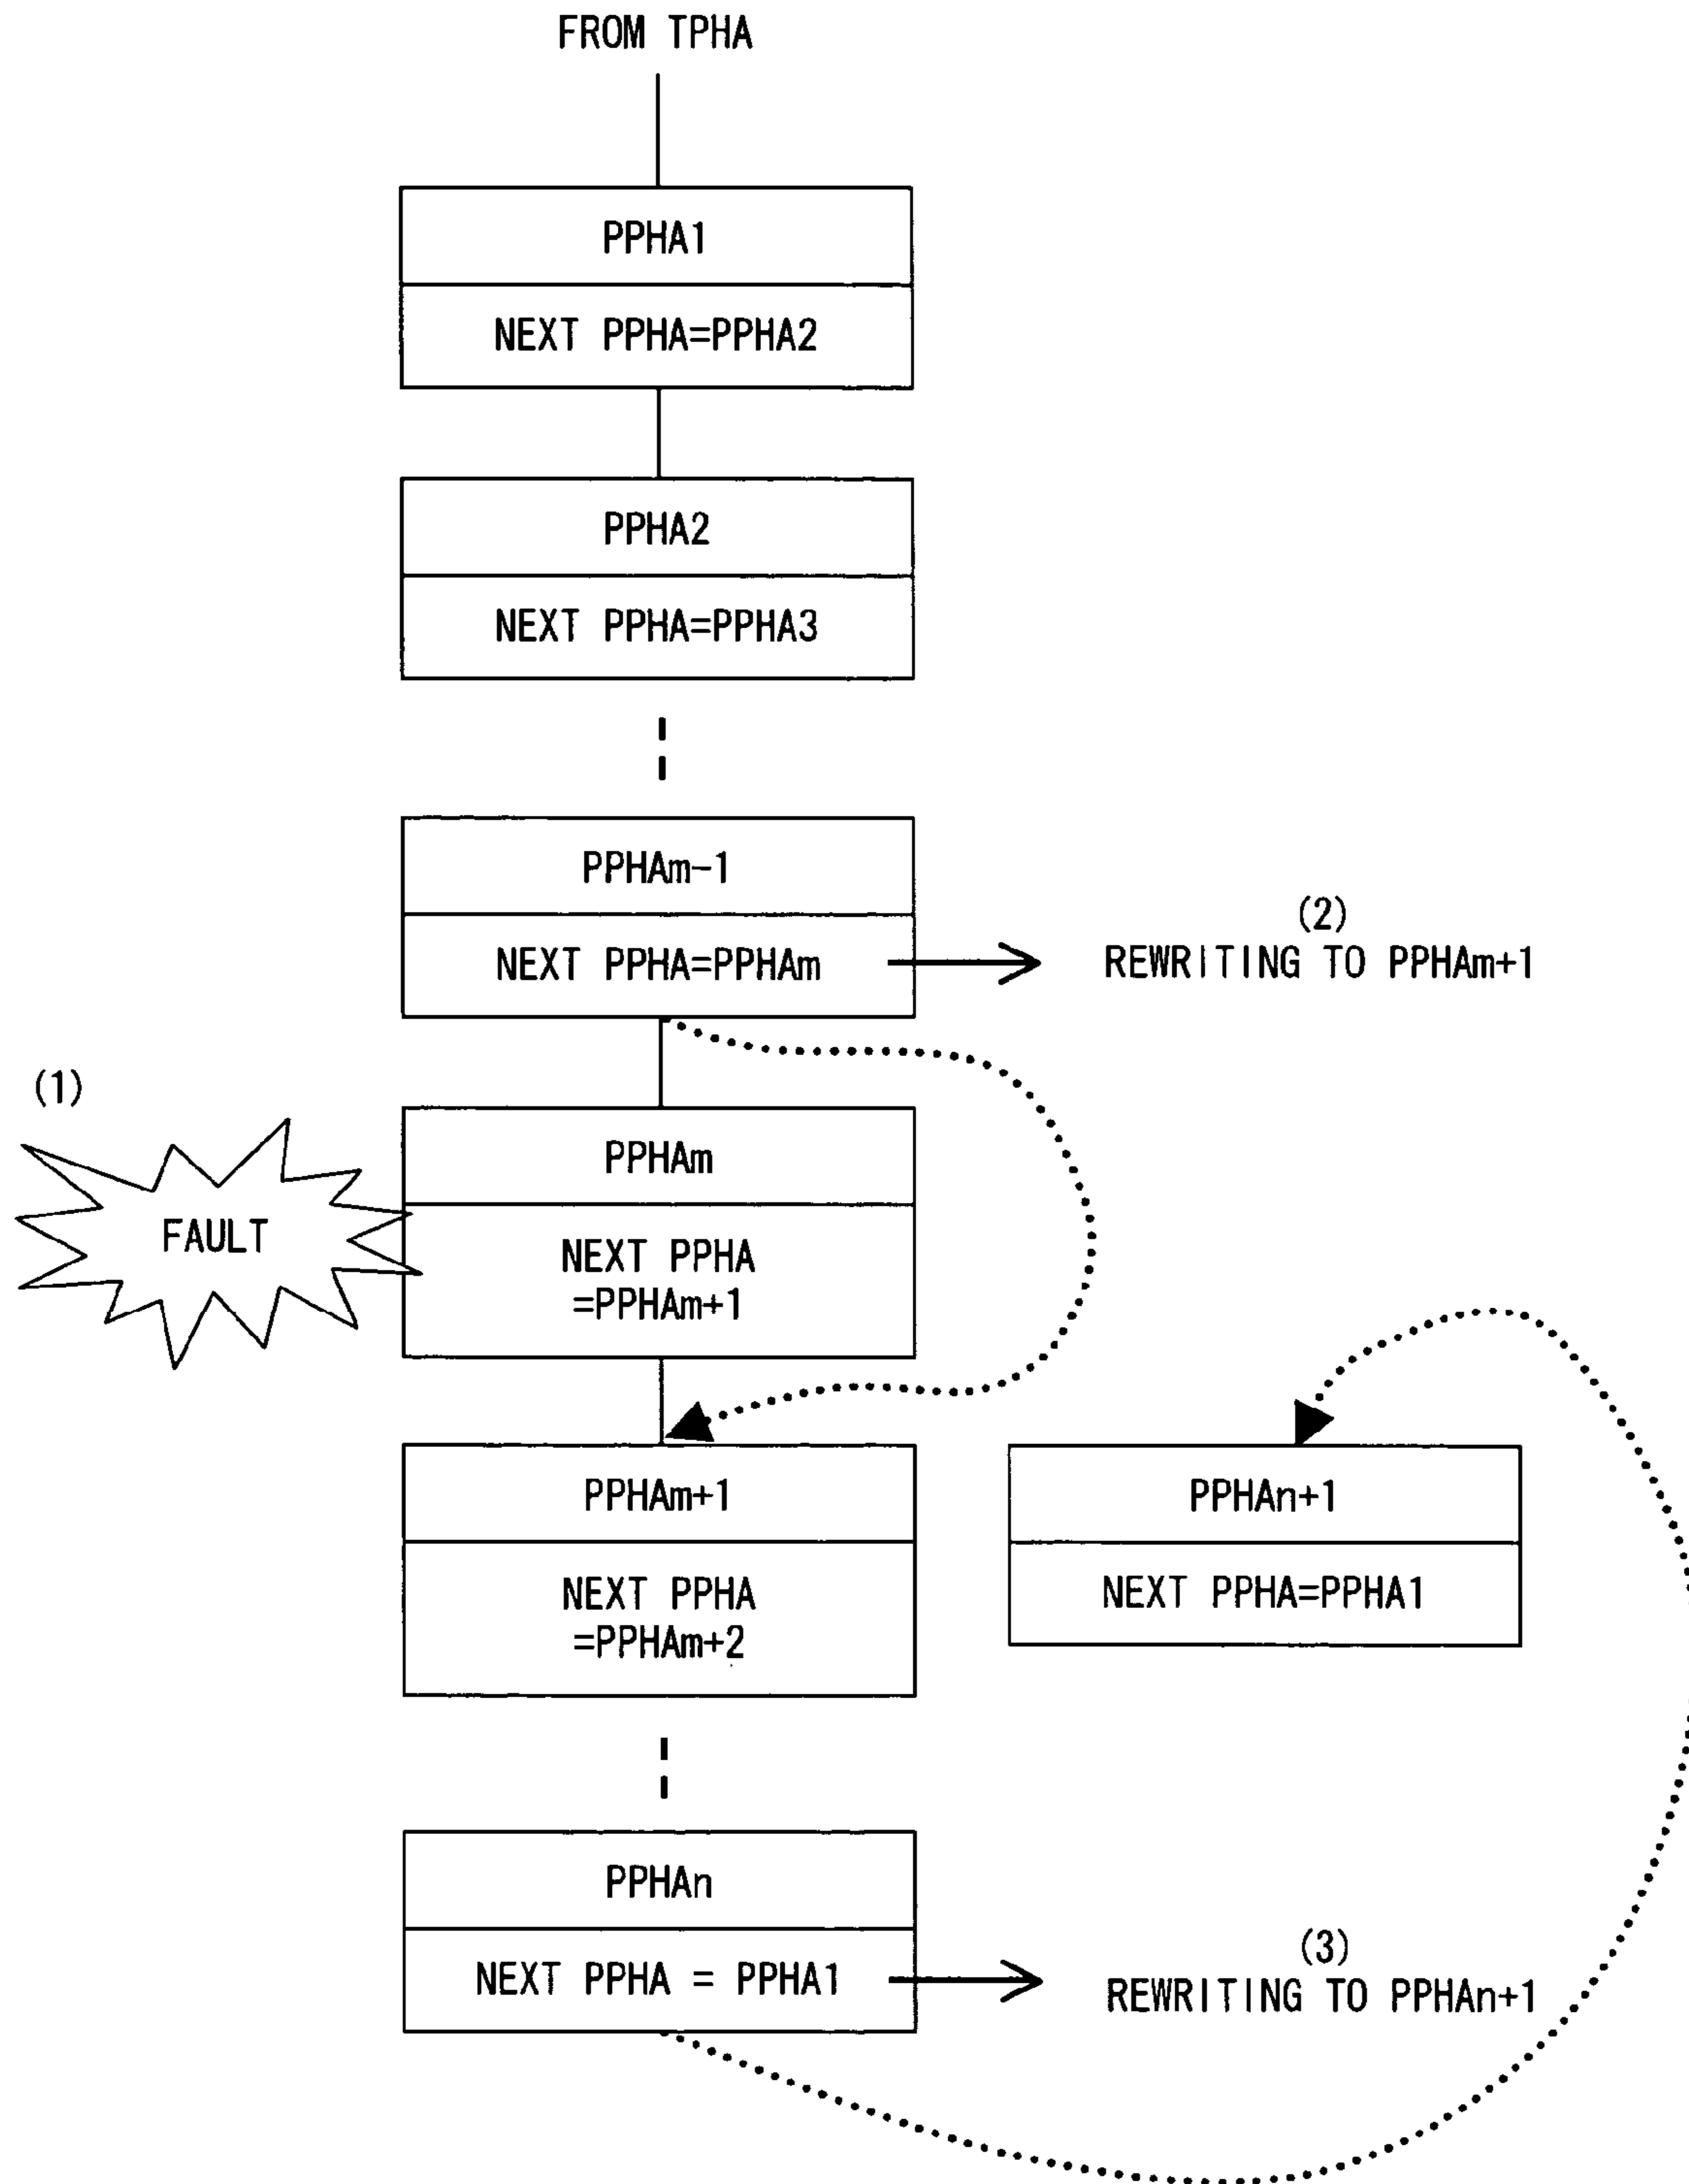 FROM TPHA
PPHA1
NEXT PPHA=PPHA2
PPHA2
NEXT PPHA=PPHA3
PPHAm-1
NEXT PPHA=PPHAm
(2)
REWRITING TO PPHAm+1
(1)
FAULT
PPHAm
NEXT PPHA
=PPHAm+1
PPHAm+1
NEXT PPHA
=PPHAm+2
PPHAn+1
NEXT PPHA=PPHA1
PPHAn
NEXT PPHA = PPHA1
(3)
REWRITING TO PPHAn+1